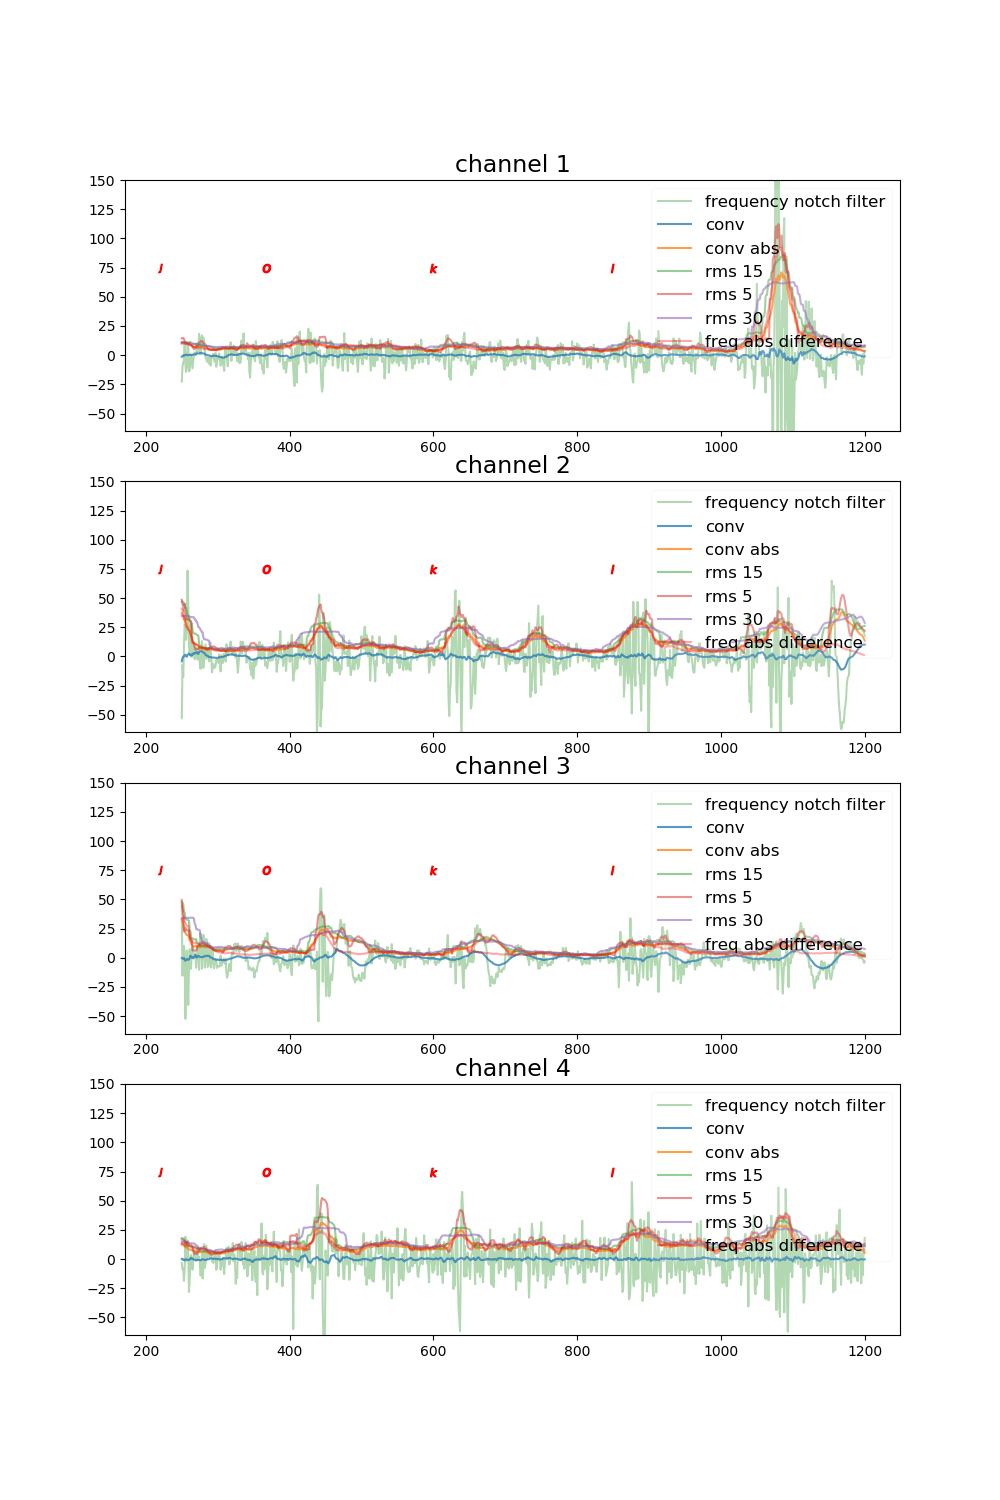 channel 1
150
125
100
75
50
25
0
−25
−50
J O k l
frequency notch filter
conv
conv abs
rms 15
rms 5
rms 30
freq abs difference
200 400 600 800 1000 1200
channel 2
150
125
100
75
50
25
0
−25
−50
J O k l
frequency notch filter
conv
conv abs
rms 15
rms 5
rms 30
freq abs difference
200 400 600 800 1000 1200
channel 3
150
125
100
75
50
25
0
−25
−50
J O k l
frequency notch filter
conv
conv abs
rms 15
rms 5
rms 30
freq abs difference
200 400 600 800 1000 1200
channel 4
150
125
100
75
50
25
0
−25
−50
J O k l
frequency notch filter
conv
conv abs
rms 15
rms 5
rms 30
freq abs difference
200 400 600 800 1000 1200